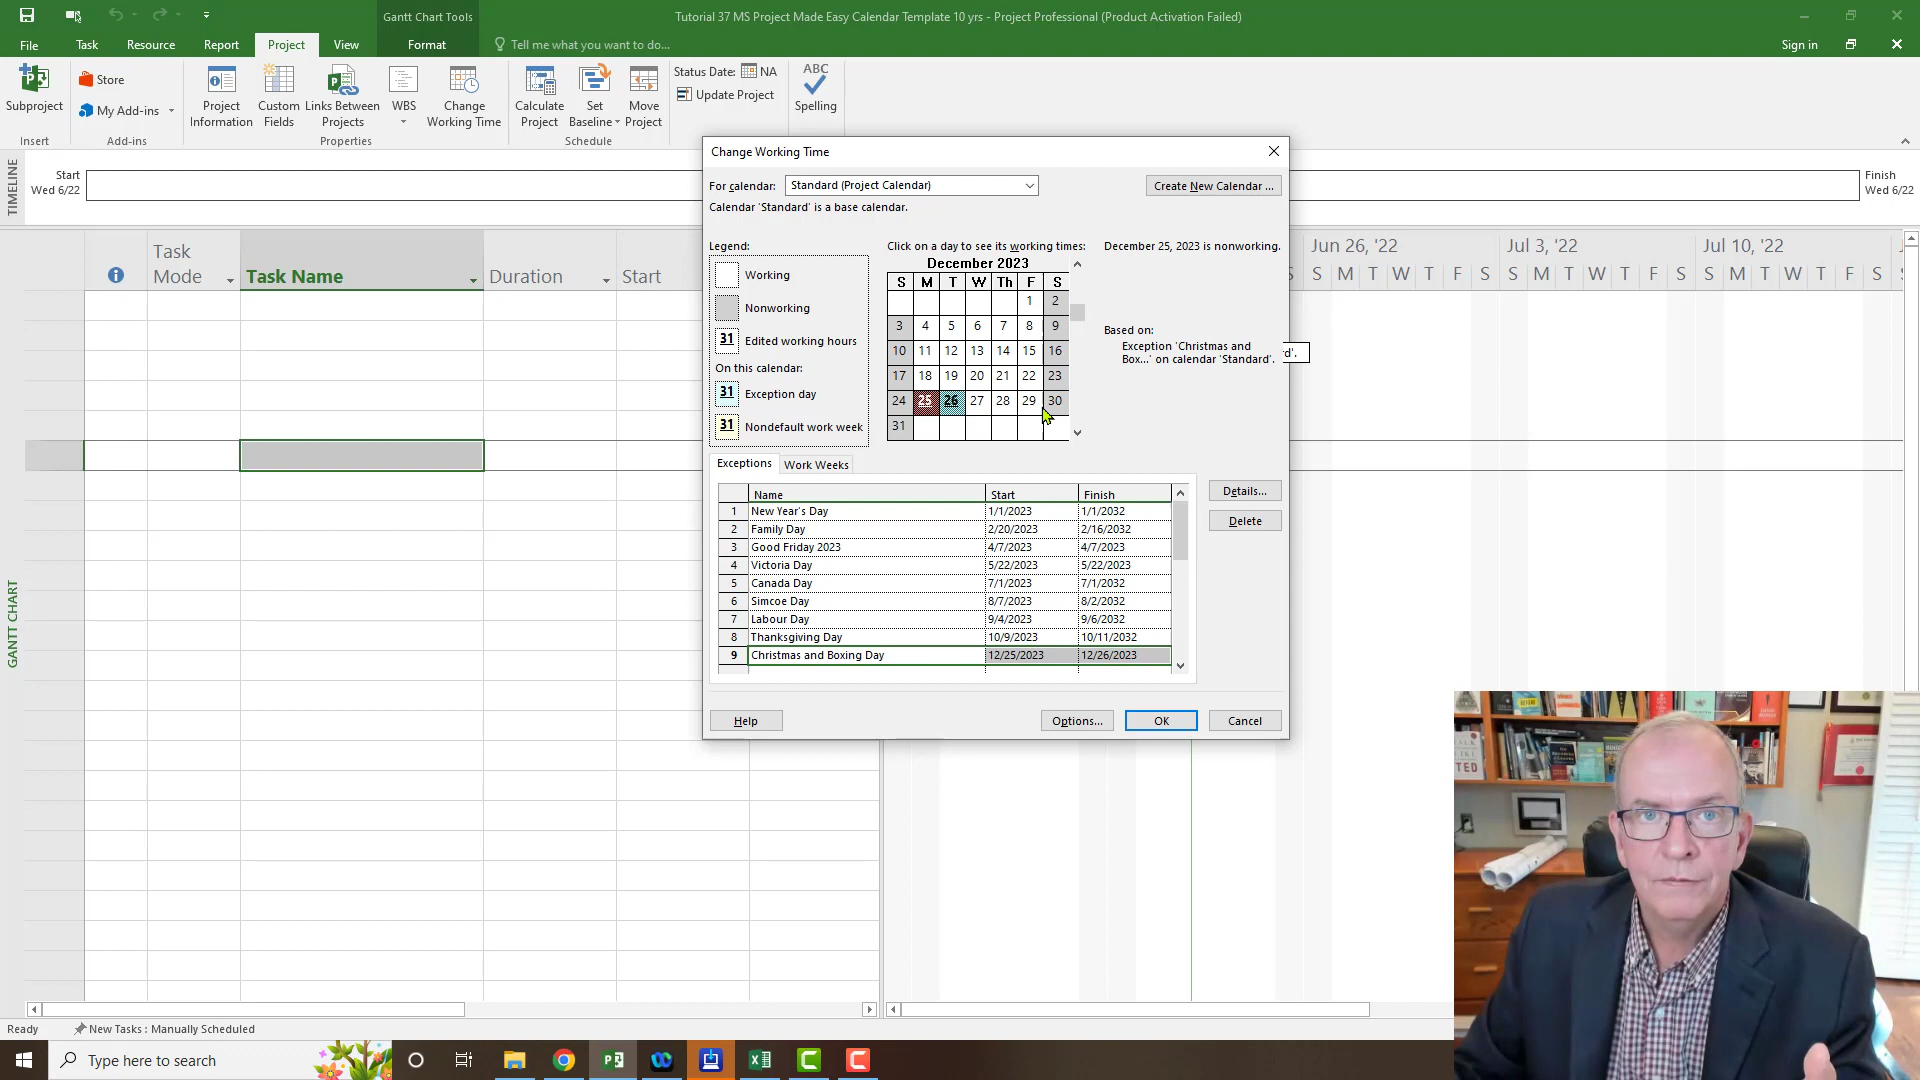 Gantt Chart Tools
Tutorial 37 MS Project Made Easy Calendar Template 10 yrs - Project Professional (Product Activation Failed)
File Task Resource Report Project View Format Tell me what you want to do... Sign in
Subproject
Insert
Store
My Add-ins
Add-ins
Project Information
Custom Fields
Links Between Projects
WBS
Change Working Time
Properties
Calculate Project
Set Baseline
Move Project
Schedule
Status Date: NA
Update Project
ABC
Spelling
TIMELINE
Start
Wed 6/22
Finish
Wed 6/22
Task Mode
Task Name
Duration
Start
Jun 26, '22 Jul 3, '22 Jul 10, '22
S S M T W T F S S M T W T F S S M T W T F S S
GANTT CHART
Change Working Time
For calendar: Standard (Project Calendar)
Create New Calendar ...
Calendar 'Standard' is a base calendar.
Legend:
Working
Nonworking
31 Edited working hours
On this calendar:
31 Exception day
31 Nondefault work week
Click on a day to see its working times:
December 2023
S M T W Th F S
1 2
3 4 5 6 7 8 9
10 11 12 13 14 15 16
17 18 19 20 21 22 23
24 25 26 27 28 29 30
31
December 25, 2023 is nonworking.
Based on:
Exception 'Christmas and
Box...' on calendar 'Standard'.
d'.
Exceptions Work Weeks
Name Start Finish
1 New Year's Day 1/1/2023 1/1/2032
2 Family Day 2/20/2023 2/16/2032
3 Good Friday 2023 4/7/2023 4/7/2023
4 Victoria Day 5/22/2023 5/22/2023
5 Canada Day 7/1/2023 7/1/2032
6 Simcoe Day 8/7/2023 8/2/2032
7 Labour Day 9/4/2023 9/6/2032
8 Thanksgiving Day 10/9/2023 10/11/2032
9 Christmas and Boxing Day 12/25/2023 12/26/2023
Details...
Delete
Help
Options...
OK
Cancel
Ready
New Tasks : Manually Scheduled
Type here to search